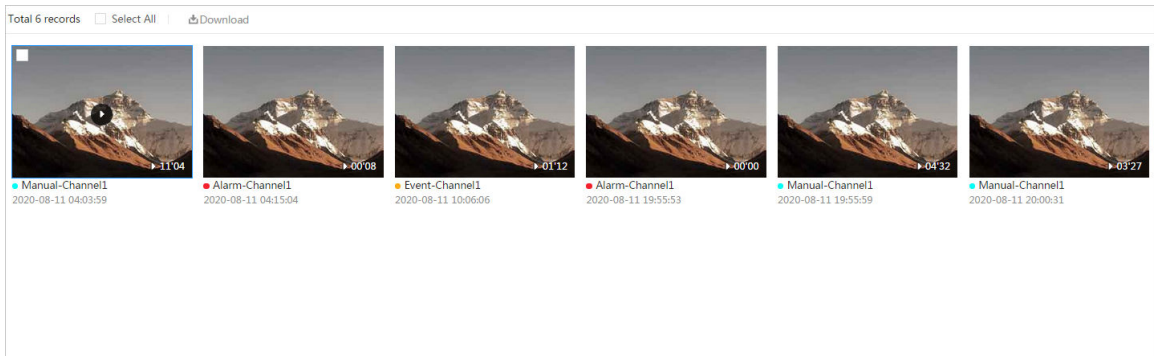 Total 6 records Select All Download
11'04 00'08 01'12 00'00 04'32 03'27
Manual-Channel1 Alarm-Channel1 Event-Channel1 Alarm-Channel1 Manual-Channel1 Manual-Channel1
2020-08-11 04:03:59 2020-08-11 04:15:04 2020-08-11 10:06:06 2020-08-11 19:55:53 2020-08-11 19:55:59 2020-08-11 20:00:31